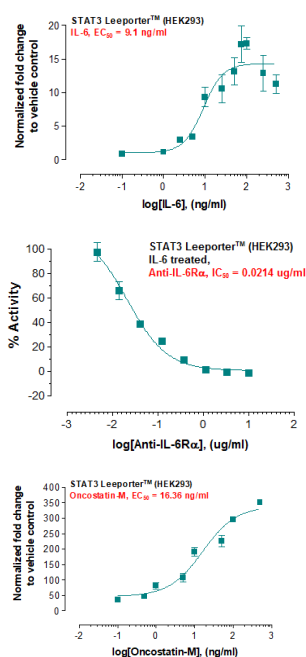 STAT3 Leeporter™ (HEK293)
IL-6, EC₅₀ = 9.1 ng/ml
Normalized fold change
to vehicle control
20
15
10
5
0
-2 -1 0 1 2 3
log[IL-6], (ng/ml)
STAT3 Leeporter™ (HEK293)
IL-6 treated,
Anti-IL-6Rα, IC₅₀ = 0.0214 ug/ml
% Activity
100
80
60
40
20
0
-20
-3 -2 -1 0 1 2
log[Anti-IL-6Rα], (ug/ml)
STAT3 Leeporter™ (HEK293)
Oncostatin-M, EC₅₀ = 16.36 ng/ml
Normalized fold change
to vehicle control
400
350
300
250
200
150
100
50
0
-2 -1 0 1 2 3
log[Oncostatin-M], (ng/ml)